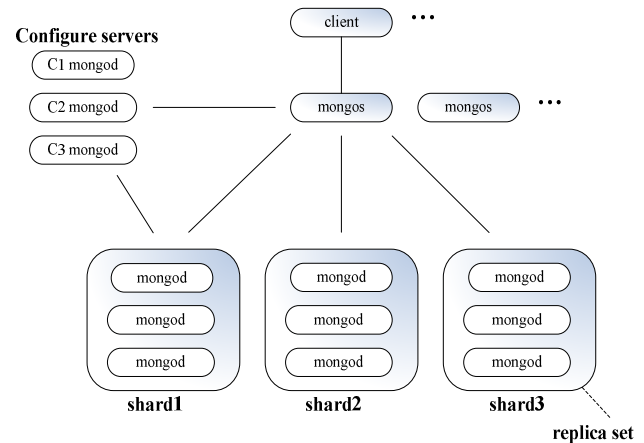 client
...
Configure servers
C1 mongod
C2 mongod
C3 mongod
mongos
mongos
...
mongod
mongod
mongod
mongod
mongod
mongod
mongod
mongod
mongod
shard1
shard2
shard3
replica set